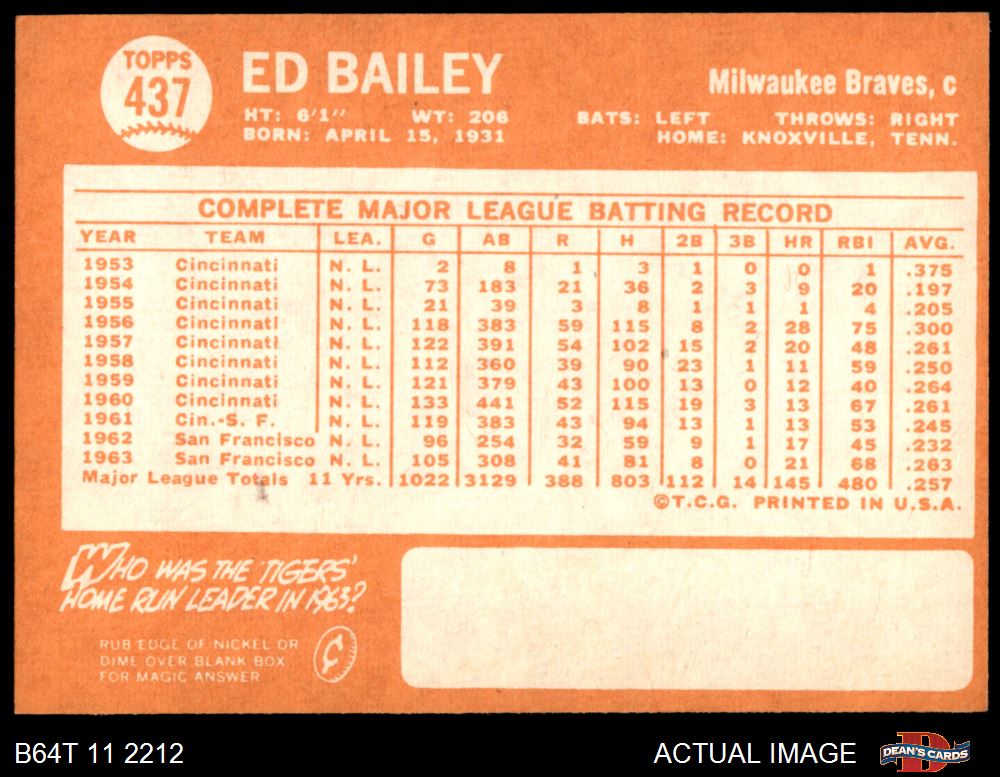 TOPPS
437
ED BAILEY
Milwaukee Braves, c
HT: 6'1" WT: 206 BATS: LEFT THROWS: RIGHT
BORN: APRIL 15, 1931 HOME: KNOXVILLE, TENN.
COMPLETE MAJOR LEAGUE BATTING RECORD
YEAR TEAM LEA. G AB R H 2B 3B HR RBI AVG.
1953 Cincinnati N. L. 2 8 1 3 1 0 0 1 .375
1954 Cincinnati N. L. 73 183 21 36 2 3 9 20 .197
1955 Cincinnati N. L. 21 39 3 8 1 1 1 4 .205
1956 Cincinnati N. L. 118 383 59 115 8 2 28 75 .300
1957 Cincinnati N. L. 122 391 54 102 15 2 20 48 .261
1958 Cincinnati N. L. 112 360 39 90 23 1 11 59 .250
1959 Cincinnati N. L. 121 379 43 100 13 0 12 40 .264
1960 Cincinnati N. L. 133 441 52 115 19 3 13 67 .261
1961 Cin.-S. F. N. L. 119 383 43 94 13 1 13 53 .245
1962 San Francisco N. L. 96 254 32 59 9 1 17 45 .232
1963 San Francisco N. L. 105 308 41 81 8 0 21 68 .263
Major League Totals 11 Yrs. 1022 3129 388 803 112 14 145 480 .257
©T.C.G. PRINTED IN U.S.A.
WHO WAS THE TIGERS'
HOME RUN LEADER IN 1963?
RUB EDGE OF NICKEL OR
DIME OVER BLANK BOX
FOR MAGIC ANSWER
¢
B64T 11 2212
ACTUAL IMAGE
D
DEAN'S CARDS